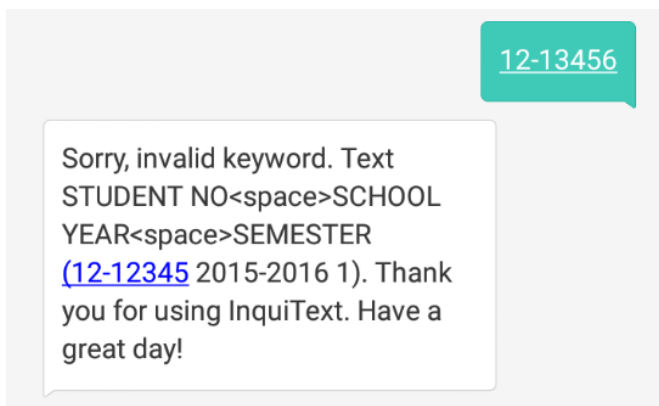 12-13456
Sorry, invalid keyword. Text
STUDENT NO<space>SCHOOL
YEAR<space>SEMESTER
(12-12345 2015-2016 1). Thank
you for using InquiText. Have a
great day!